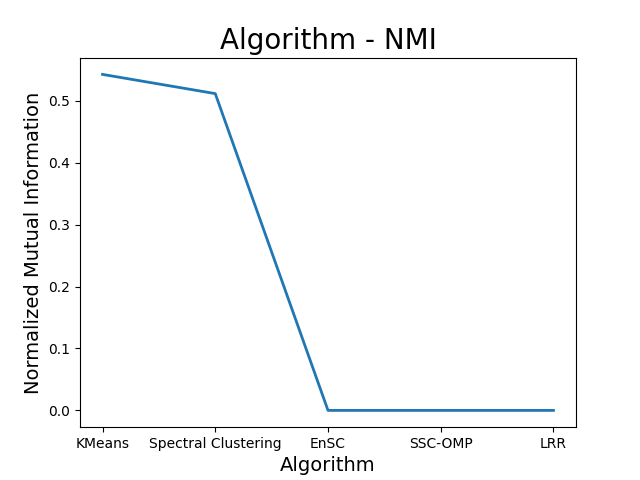 Algorithm - NMI
Normalized Mutual Information
0.5
0.4
0.3
0.2
0.1
0.0
KMeans Spectral Clustering EnSC SSC-OMP LRR
Algorithm